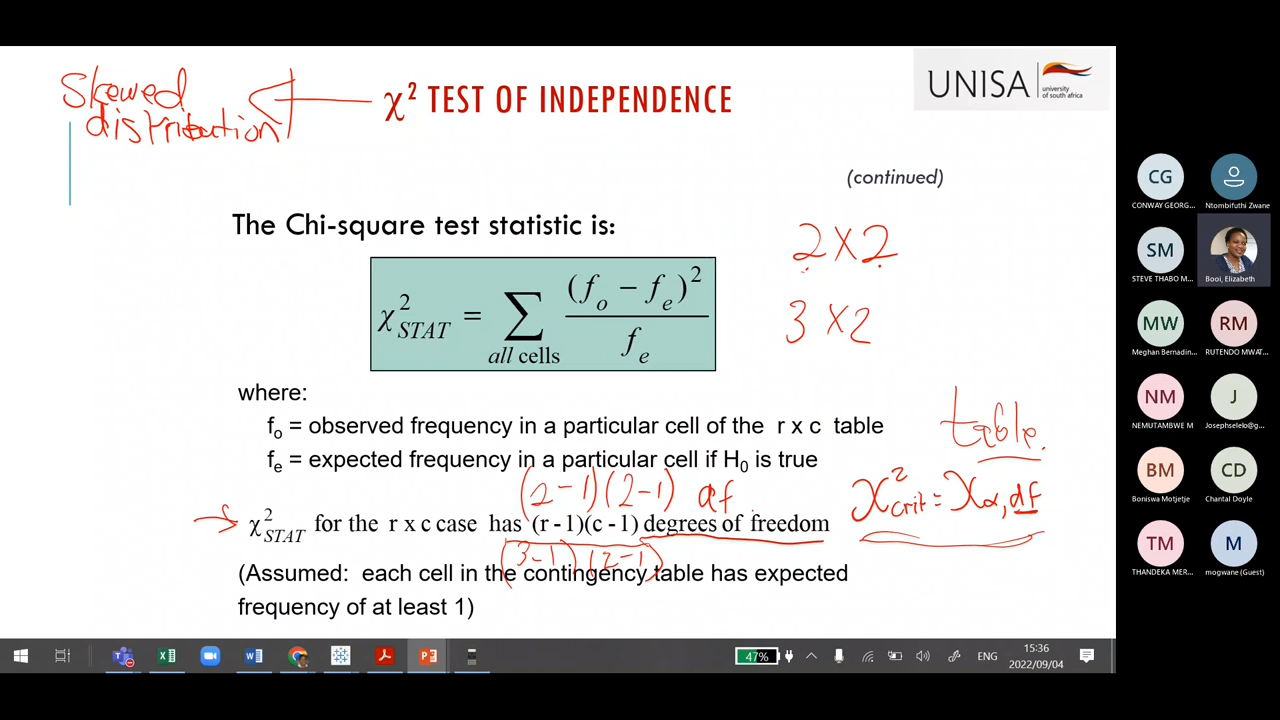 Skewed
distribution
χ² TEST OF INDEPENDENCE
UNISA
university
of south africa
(continued)
The Chi-square test statistic is:
2 X 2
χ²STAT = ∑ all cells (fo − fe)² / fe
3 X 2
where:
fo = observed frequency in a particular cell of the r x c table
table.
fe = expected frequency in a particular cell if H0 is true
(2-1)(2-1) df
X²crit = Xα, df
χ²STAT for the r x c case has (r - 1)(c - 1) degrees of freedom
(3-1)(2-1)
(Assumed: each cell in the contingency table has expected
frequency of at least 1)
CG
CONWAY GEORG...
Ntombifuthi Zwane
SM
STEVE THABO M...
Booi, Elizabeth
MW
Meghan Bernadin...
RM
RUTENDO MWAT...
NM
NEMUTAMBWE M
J
Josephselelo@g...
BM
Boniswa Motjetje
CD
Chantal Doyle
TM
THANDEKA MER...
M
mogwane (Guest)
47%
ENG
15:36
2022/09/04